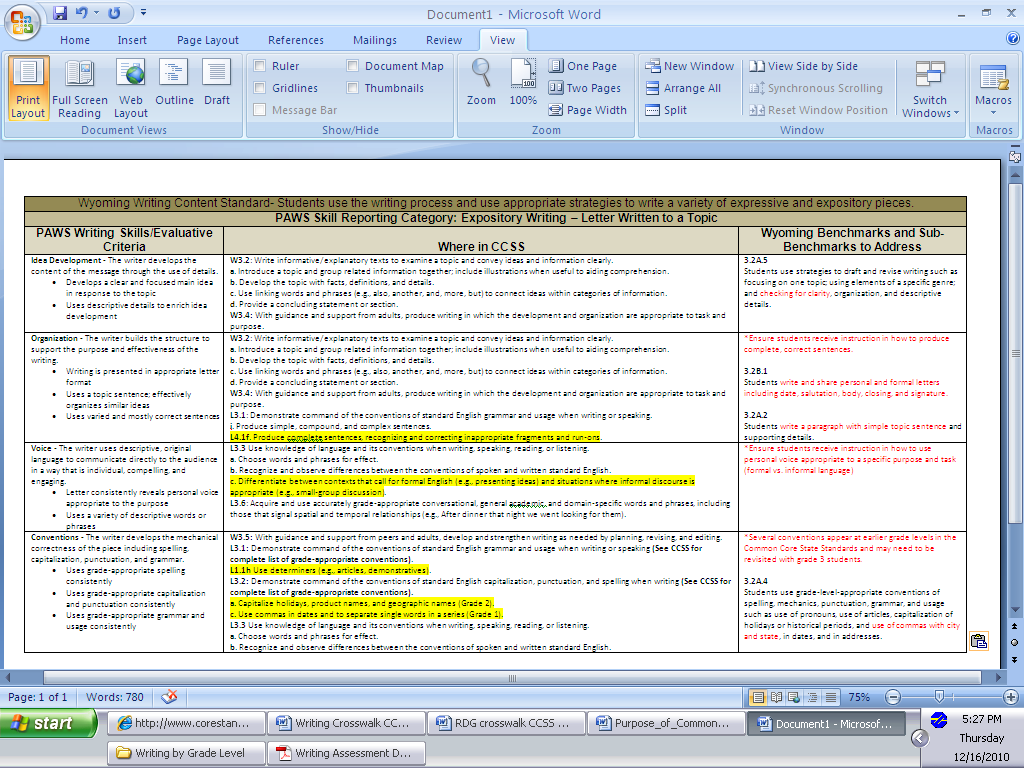 Document1 - Microsoft Word
Home Insert Page Layout References Mailings Review View
Print Layout
Full Screen Reading
Web Layout
Outline
Draft
Document Views
Ruler
Gridlines
Message Bar
Document Map
Thumbnails
Show/Hide
Zoom
100%
One Page
Two Pages
Page Width
Zoom
New Window
Arrange All
Split
View Side by Side
Synchronous Scrolling
Reset Window Position
Switch Windows
Window
Macros
Macros
Wyoming Writing Content Standard- Students use the writing process and use appropriate strategies to write a variety of expressive and expository pieces.
PAWS Skill Reporting Category: Expository Writing – Letter Written to a Topic
PAWS Writing Skills/Evaluative
Criteria
Where in CCSS
Wyoming Benchmarks and Sub-
Benchmarks to Address
Idea Development - The writer develops the
content of the message through the use of details.
• Develops a clear and focused main idea
in response to the topic
• Uses descriptive details to enrich idea
development
W3.2: Write informative/explanatory texts to examine a topic and convey ideas and information clearly.
a. Introduce a topic and group related information together; include illustrations when useful to aiding comprehension.
b. Develop the topic with facts, definitions, and details.
c. Use linking words and phrases (e.g., also, another, and, more, but) to connect ideas within categories of information.
d. Provide a concluding statement or section.
W3.4: With guidance and support from adults, produce writing in which the development and organization are appropriate to task and
purpose.
3.2A.5
Students use strategies to draft and revise writing such as
focusing on one topic; using elements of a specific genre;
and checking for clarity, organization, and descriptive
details.
Organization - The writer builds the structure to
support the purpose and effectiveness of the
writing.
• Writing is presented in appropriate letter
format
• Uses a topic sentence; effectively
organizes similar ideas
• Uses varied and mostly correct sentences
W3.2: Write informative/explanatory texts to examine a topic and convey ideas and information clearly.
a. Introduce a topic and group related information together; include illustrations when useful to aiding comprehension.
b. Develop the topic with facts, definitions, and details.
c. Use linking words and phrases (e.g., also, another, and, more, but) to connect ideas within categories of information.
d. Provide a concluding statement or section.
W3.4: With guidance and support from adults, produce writing in which the development and organization are appropriate to task and
purpose.
L3.1: Demonstrate command of the conventions of standard English grammar and usage when writing or speaking.
j. Produce simple, compound, and complex sentences.
L4.1f. Produce complete sentences, recognizing and correcting inappropriate fragments and run-ons.
*Ensure students receive instruction in how to produce
complete, correct sentences.
3.2B.1
Students write and share personal and formal letters
including date, salutation, body, closing, and signature.
3.2A.2
Students write a paragraph with simple topic sentence and
supporting details.
Voice - The writer uses descriptive, original
language to communicate directly to the audience
in a way that is individual, compelling, and
engaging.
• Letter consistently reveals personal voice
appropriate to the purpose
• Uses a variety of descriptive words or
phrases
L3.3 Use knowledge of language and its conventions when writing, speaking, reading, or listening.
a. Choose words and phrases for effect.
b. Recognize and observe differences between the conventions of spoken and written standard English.
c. Differentiate between contexts that call for formal English (e.g., presenting ideas) and situations where informal discourse is
appropriate (e.g., small-group discussion).
L3.6: Acquire and use accurately grade-appropriate conversational, general academic, and domain-specific words and phrases, including
those that signal spatial and temporal relationships (e.g., After dinner that night we went looking for them).
*Ensure students receive instruction in how to use
personal voice appropriate to a specific purpose and task
(formal vs. informal language)
Conventions - The writer develops the mechanical
correctness of the piece including spelling,
capitalization, punctuation, and grammar.
• Uses grade-appropriate spelling
consistently
• Uses grade-appropriate capitalization
and punctuation consistently
• Uses grade-appropriate grammar and
usage consistently
W3.5: With guidance and support from peers and adults, develop and strengthen writing as needed by planning, revising, and editing.
L3.1: Demonstrate command of the conventions of standard English grammar and usage when writing or speaking (See CCSS for
complete list of grade-appropriate conventions).
L1.1h Use determiners (e.g., articles, demonstratives).
L3.2: Demonstrate command of the conventions of standard English capitalization, punctuation, and spelling when writing (See CCSS for
complete list of grade-appropriate conventions).
a. Capitalize holidays, product names, and geographic names (Grade 2).
c. Use commas in dates and to separate single words in a series (Grade 1).
L3.3 Use knowledge of language and its conventions when writing, speaking, reading, or listening.
a. Choose words and phrases for effect.
b. Recognize and observe differences between the conventions of spoken and written standard English.
*Several conventions appear at earlier grade levels in the
Common Core State Standards and may need to be
revisited with grade 3 students.
3.2A.4
Students use grade-level-appropriate conventions of
spelling, mechanics, punctuation, grammar, and usage
such as use of pronouns, use of articles, capitalization of
holidays or historical periods, and use of commas with city
and state, in dates, and in addresses.
Page: 1 of 1 Words: 780 75%
start
http://www.corestan...
Writing Crosswalk CC...
RDG crosswalk CCSS ...
Purpose_of_Common...
Document1 - Microsof...
Writing by Grade Level
Writing Assessment D...
5:27 PM
Thursday
12/16/2010